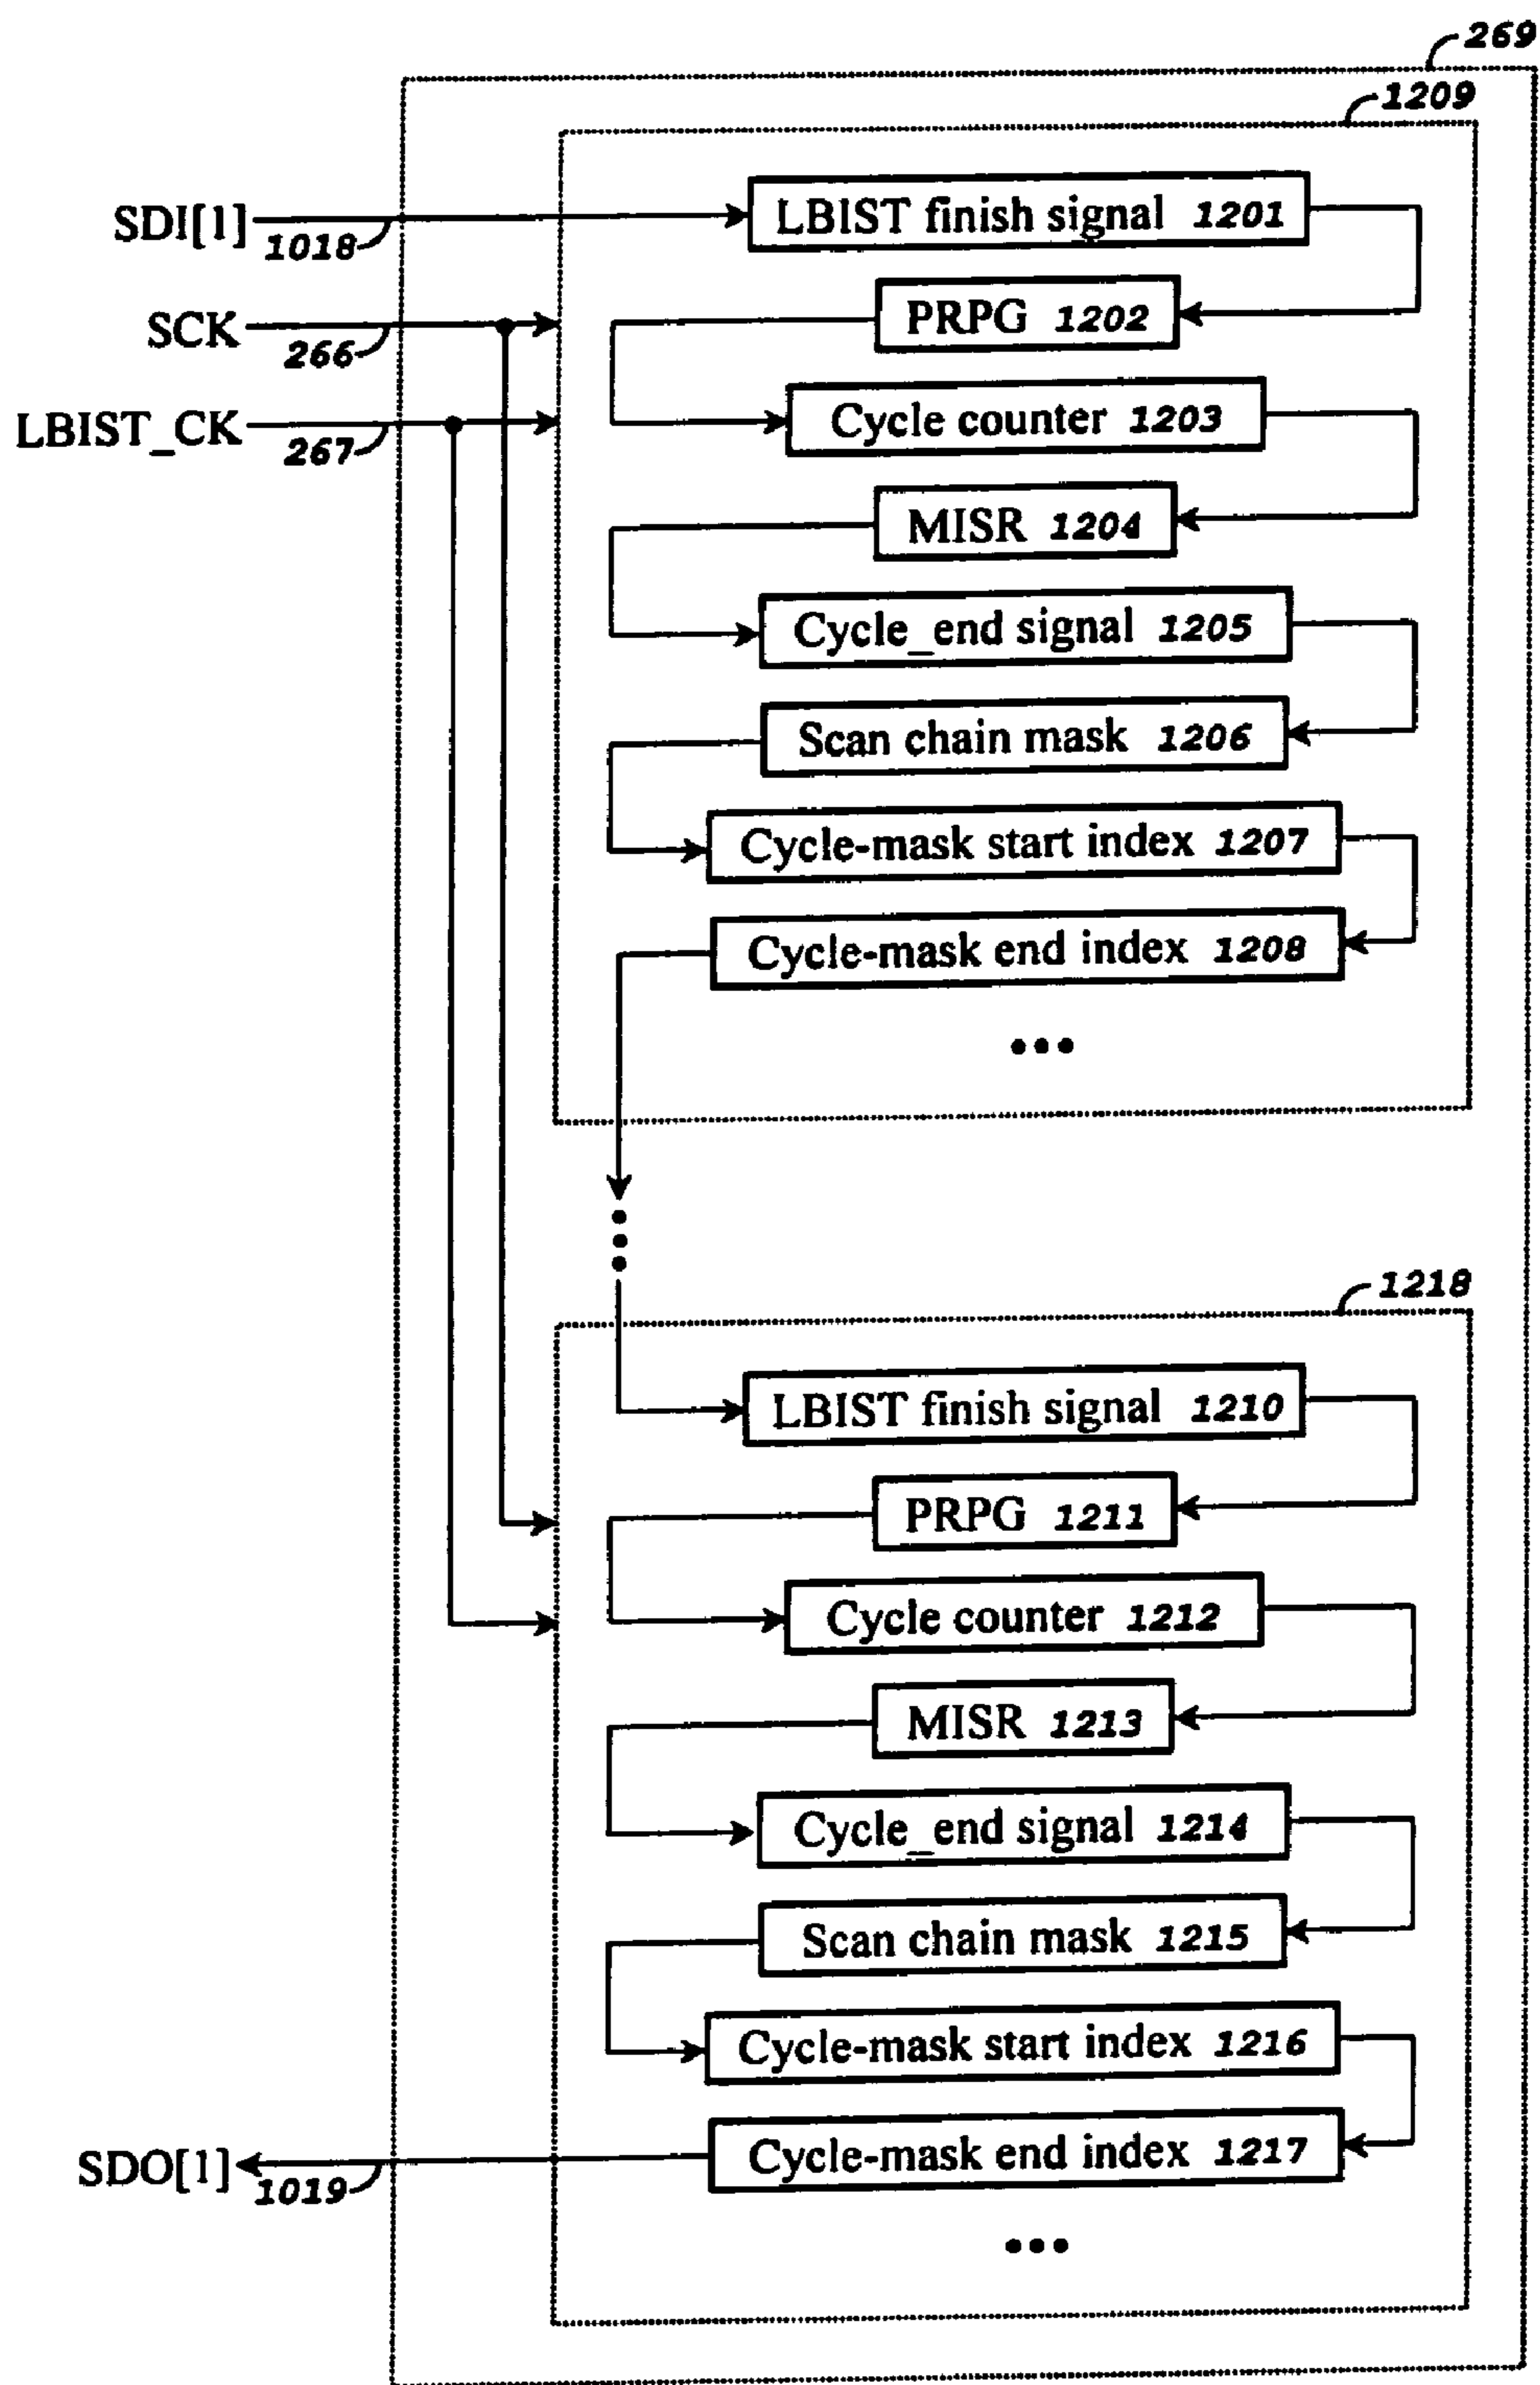 269
1209
SDI[1]
1018
LBIST finish signal 1201
SCK
266
PRPG 1202
LBIST_CK
267
Cycle counter 1203
MISR 1204
Cycle_end signal 1205
Scan chain mask 1206
Cycle-mask start index 1207
Cycle-mask end index 1208
•••
1218
LBIST finish signal 1210
PRPG 1211
Cycle counter 1212
MISR 1213
Cycle_end signal 1214
Scan chain mask 1215
Cycle-mask start index 1216
Cycle-mask end index 1217
SDO[1]
1019
•••